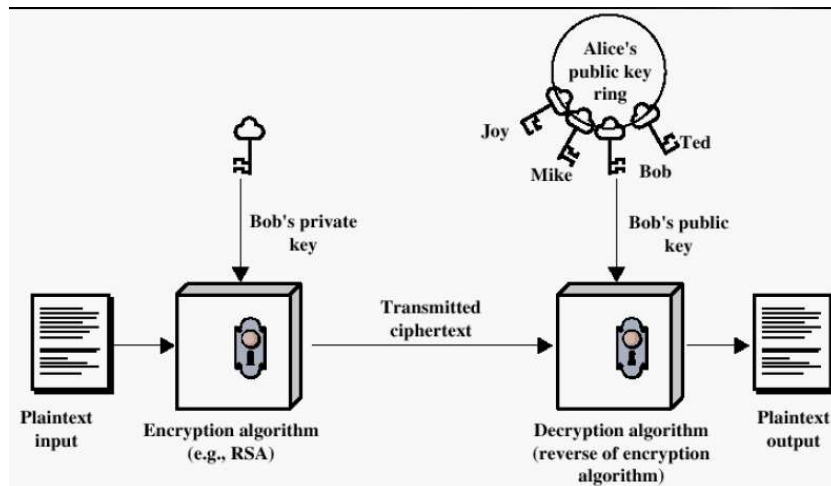 Alice's
public key
ring
Joy
Ted
Mike
Bob
Bob's private
key
Bob's public
key
Transmitted
ciphertext
Plaintext
input
Encryption algorithm
(e.g., RSA)
Decryption algorithm
(reverse of encryption
algorithm)
Plaintext
output